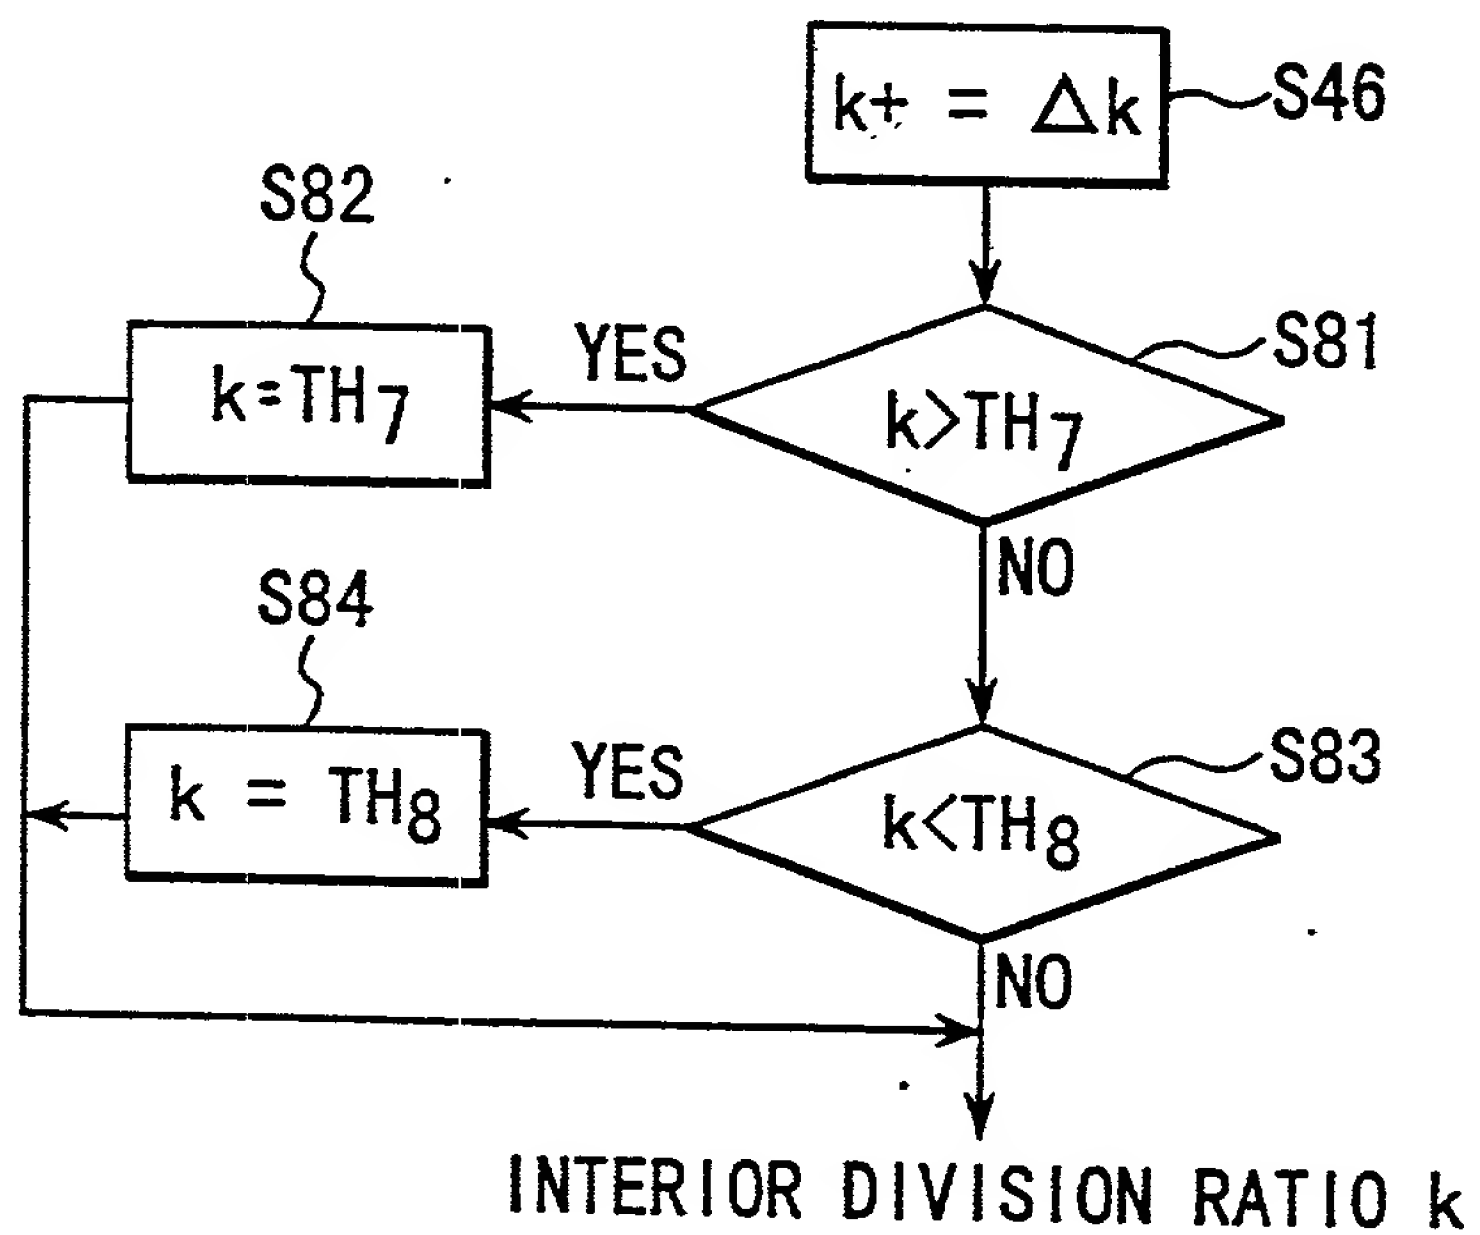 k+ = Δk
S46
S82
S81
YES
k=TH7
k>TH7
NO
S84
S83
YES
k = TH8
k<TH8
NO
INTERIOR DIVISION RATIO k